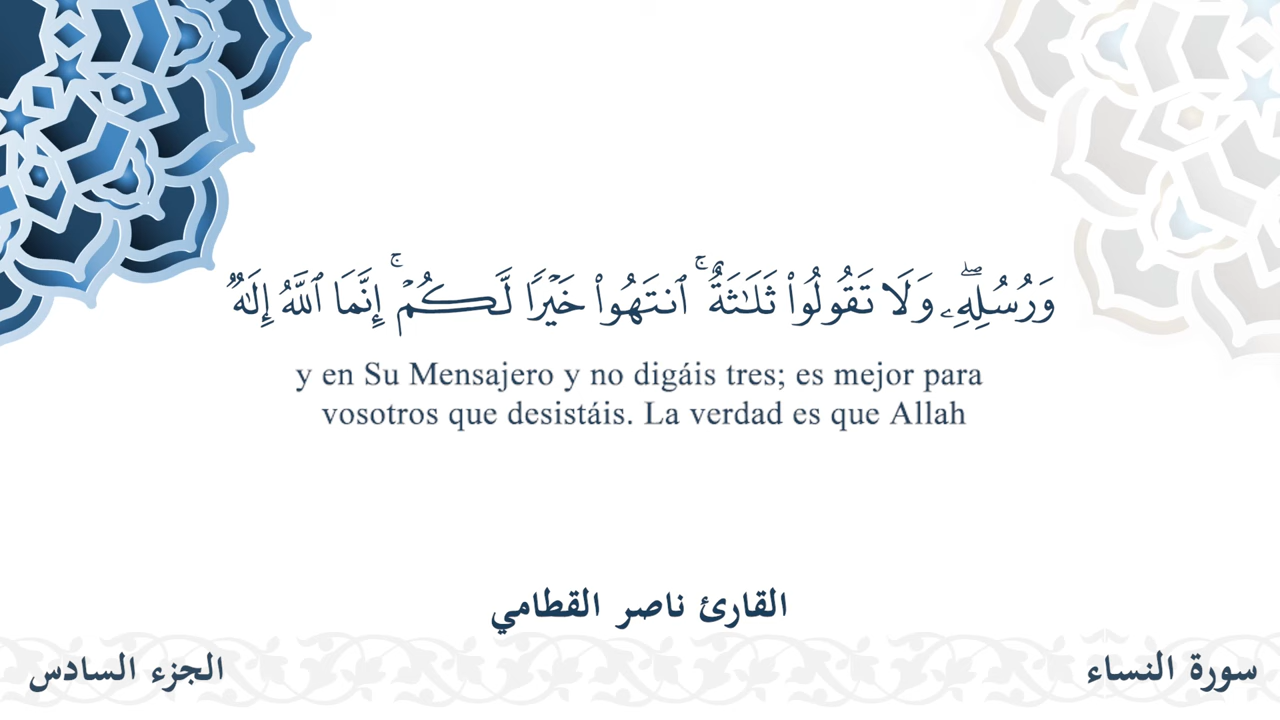 وَرُسُلِهِۦۖ وَلَا تَقُولُوا۟ ثَلَٰثَةٌۚ ٱنتَهُوا۟ خَيْرًا لَّكُمْۚ إِنَّمَا ٱللَّهُ إِلَٰهٌ
y en Su Mensajero y no digáis tres; es mejor para
vosotros que desistáis. La verdad es que Allah
القارئ ناصر القطامي
سورة النساء
الجزء السادس